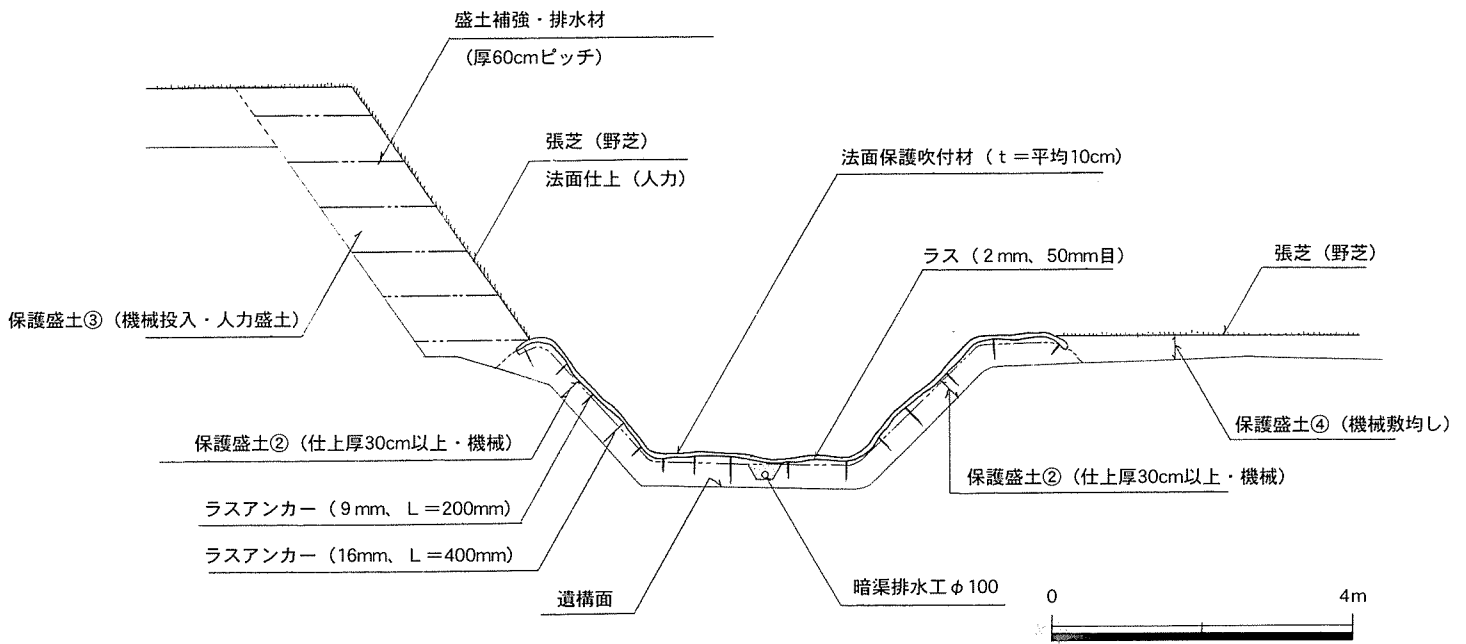 盛土補強・排水材
(厚60cmピッチ)
張芝（野芝）
法面仕上（人力）
法面保護吹付材（ｔ＝平均10cm）
ラス（２mm、50mm目）
張芝（野芝）
保護盛土③（機械投入・人力盛土）
保護盛土②（仕上厚30cm以上・機械）
保護盛土④（機械敷均し）
保護盛土②（仕上厚30cm以上・機械）
ラスアンカー（９mm、Ｌ＝200mm）
ラスアンカー（16mm、Ｌ＝400mm）
遺構面
暗渠排水工φ100
0 4m